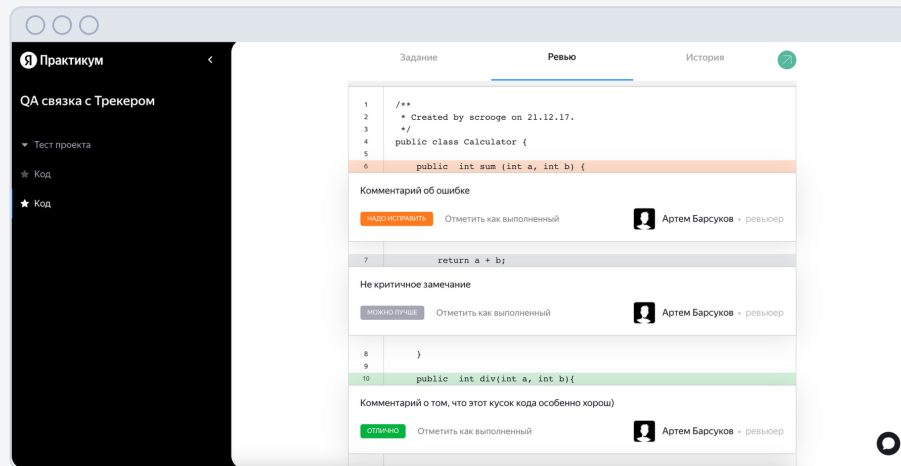 Я Практикум
QA связка с Трекером
Тест проекта
Код
Код
Задание Ревью История
1 /**
2 * Created by scrooge on 21.12.17.
3 */
4 public class Calculator {
5
6 public int sum (int a, int b) {
Комментарий об ошибке
НАДО ИСПРАВИТЬ Отметить как выполненный Артем Барсуков • ревьюер
7 return a + b;
Не критичное замечание
МОЖНО ЛУЧШЕ Отметить как выполненный Артем Барсуков • ревьюер
8 }
9
10 public int div(int a, int b){
Комментарий о том, что этот кусок кода особенно хорош)
ОТЛИЧНО Отметить как выполненный Артем Барсуков • ревьюер